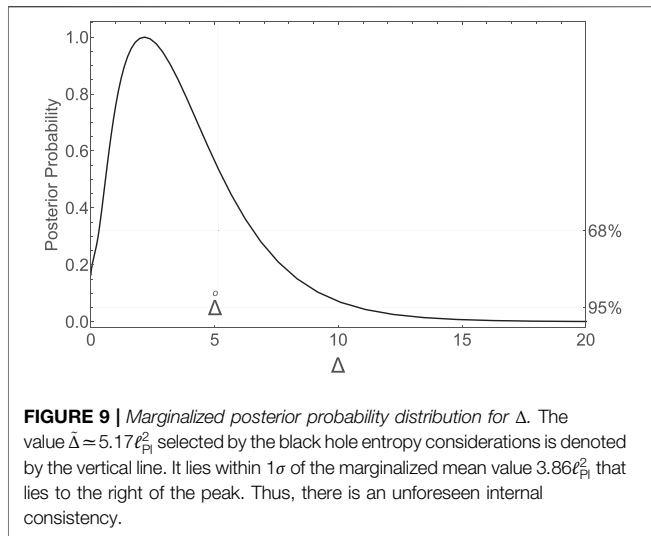 1.0
0.8
0.6
0.4
0.2
0.0
Posterior Probability
68%
95%
o
Δ
0 5 10 15 20
Δ
FIGURE 9 | Marginalized posterior probability distribution for Δ. The
value Δ̃ ≃ 5.17ℓ²Pl selected by the black hole entropy considerations is denoted
by the vertical line. It lies within 1σ of the marginalized mean value 3.86ℓ²Pl that
lies to the right of the peak. Thus, there is an unforeseen internal
consistency.